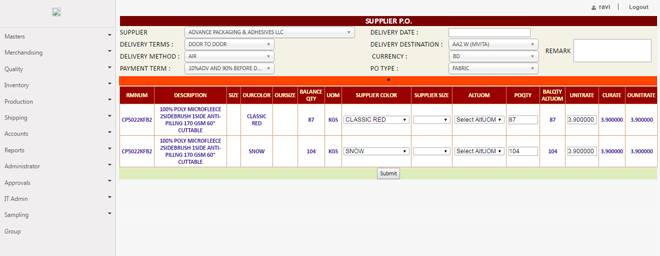 ravi | Logout
SUPPLIER P.O.
Masters
Merchandising
Quality
Inventory
Production
Shipping
Accounts
Reports
Administrator
Approvals
IT Admin
Sampling
Group
SUPPLIER ADVANCE PACKAGING & ADHESIVES LLC DELIVERY DATE :
DELIVERY TERMS : DOOR TO DOOR DELIVERY DESTINATION : AA2 W (MVITA) REMARK
DELIVERY METHOD : AIR CURRENCY : BD
PAYMENT TERM : 10%ADV AND 90% BEFORE D... PO TYPE : FABRIC
RMNUM DESCRIPTION SIZE OURCOLOR OURSIZE BALANCE QTY UOM SUPPLIER COLOR SUPPLIER SIZE ALTUOM POQTY BALQTY ALTUOM UNITRATE CURATE OUNITRATE
CP5022KFB2 100% POLY MICROFLEECE 2SIDEBRUSH 1SIDE ANTI-PILLNG 170 GSM 60" CUTTABLE CLASSIC RED 87 KGS CLASSIC RED Select AltUOM 87 87 3.900000 3.900000 3.900000
CP5022KFB2 100% POLY MICROFLEECE 2SIDEBRUSH 1SIDE ANTI-PILLNG 170 GSM 60" CUTTABLE SNOW 104 KGS SNOW Select AltUOM 104 104 3.900000 3.900000 3.900000
Submit